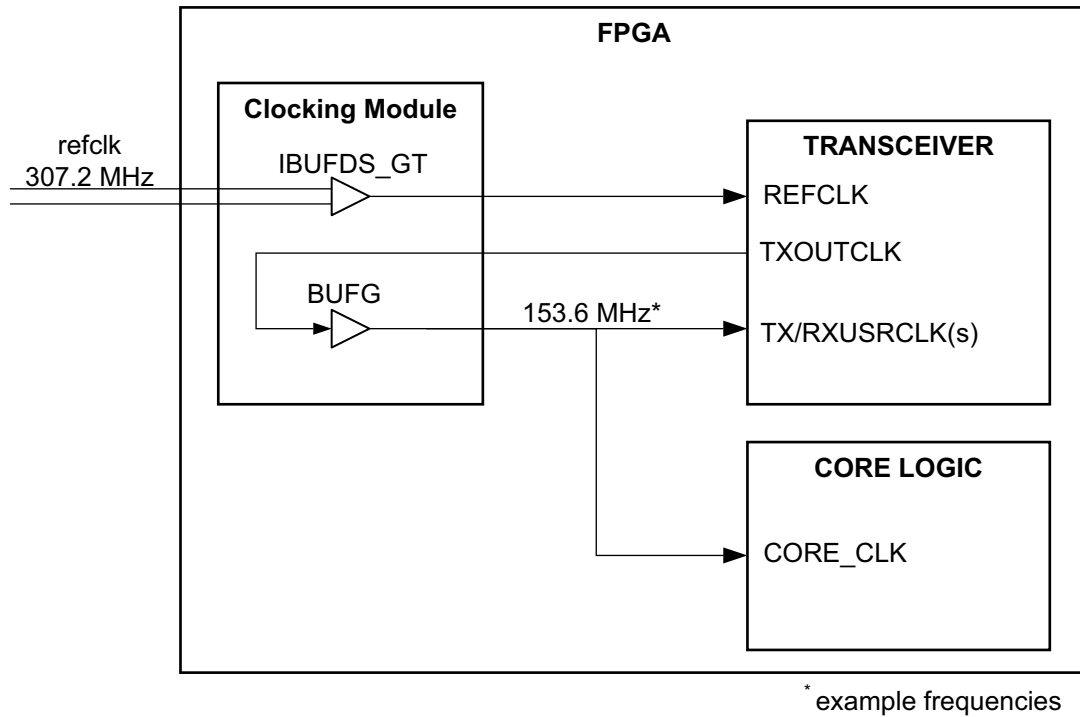 FPGA
Clocking Module
refclk
307.2 MHz
IBUFDS_GT
TRANSCEIVER
REFCLK
TXOUTCLK
BUFG
153.6 MHz*
TX/RXUSRCLK(s)
CORE LOGIC
CORE_CLK
* example frequencies